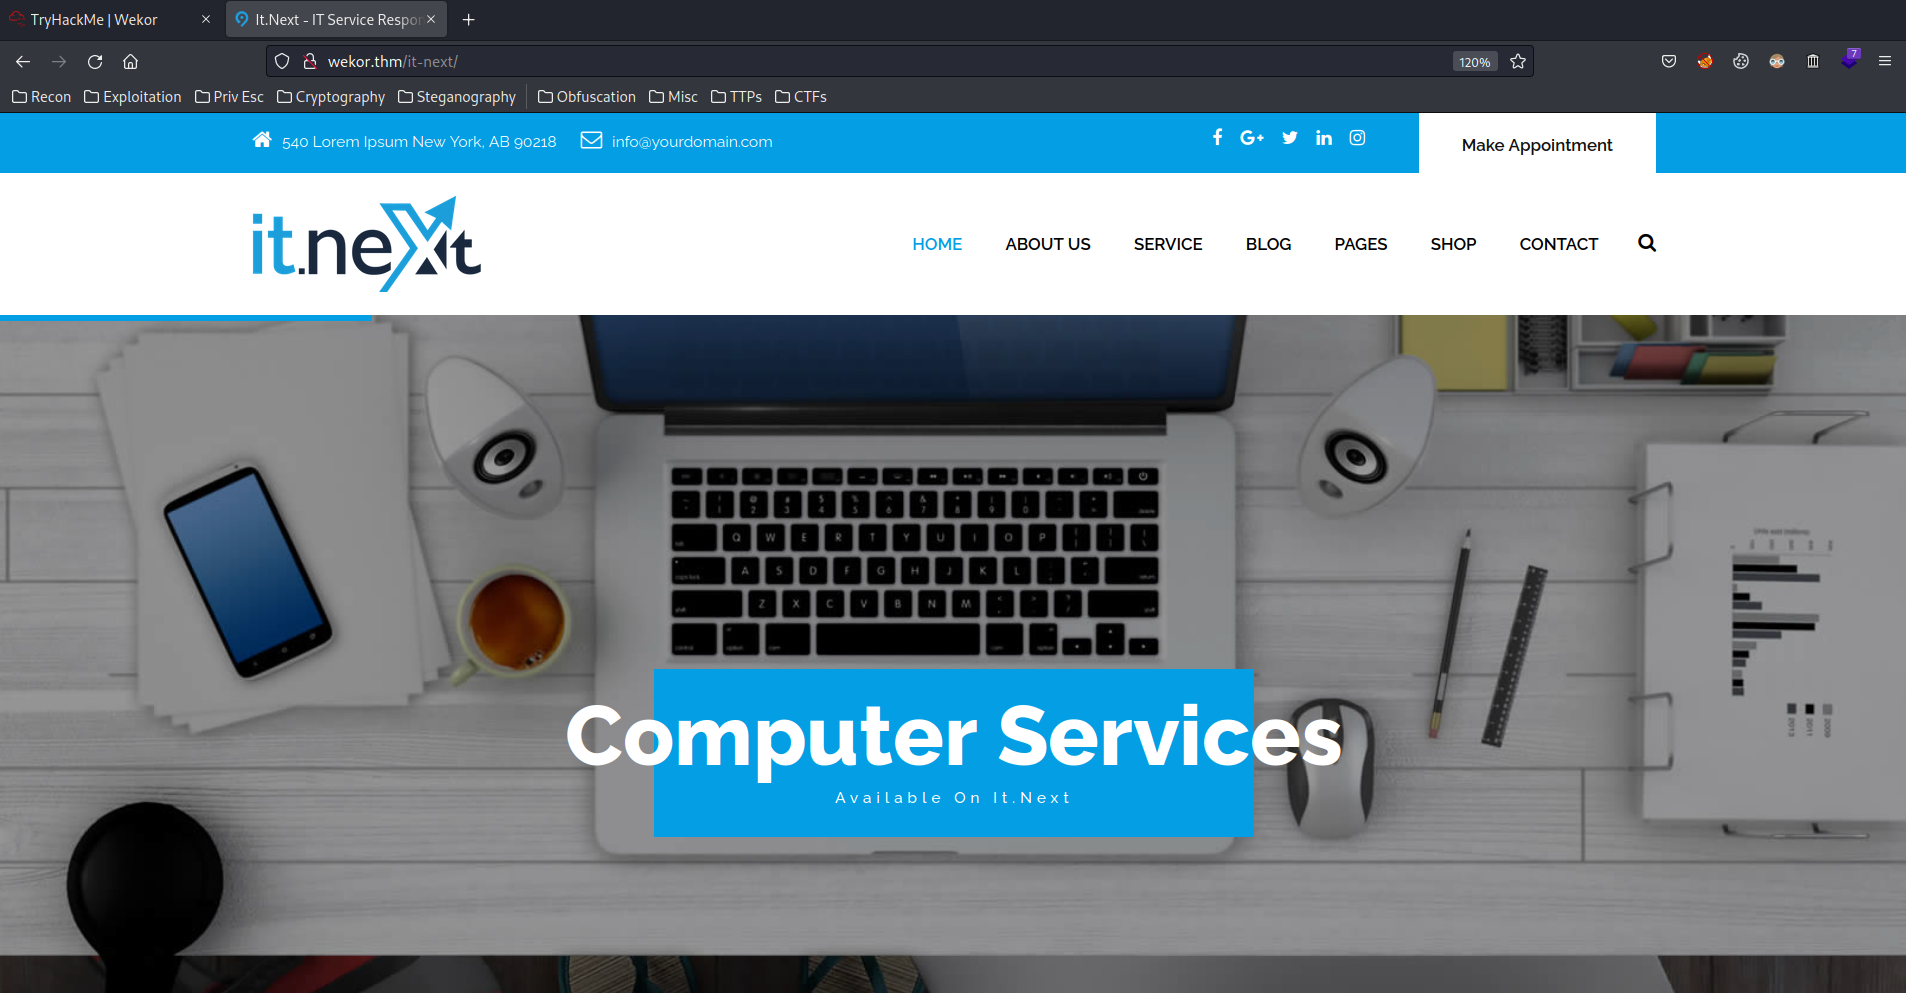 TryHackMe | Wekor
It.Next - IT Service Respon
wekor.thm/it-next/
120%
7
Recon
Exploitation
Priv Esc
Cryptography
Steganography
Obfuscation
Misc
TTPs
CTFs
540 Lorem Ipsum New York, AB 90218
info@yourdomain.com
Make Appointment
it.next
HOME
ABOUT US
SERVICE
BLOG
PAGES
SHOP
CONTACT
Q W E R T Y U I O P
A S D F G H J K L
Z X C V B N M
Computer Services
Available On It.Next